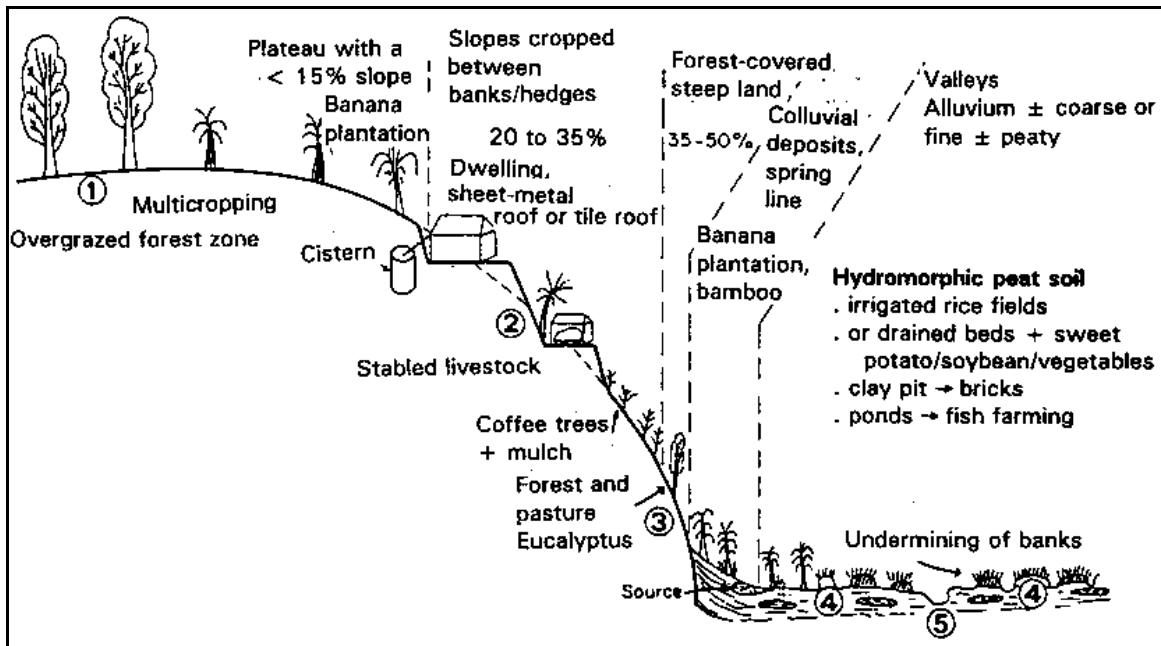 Plateau with a
< 15% slope
Banana
plantation
Slopes cropped
between
banks/hedges
20 to 35%
Dwelling,
sheet-metal
roof or tile roof
Forest-covered
steep land
35-50%
Colluvial
deposits,
spring
line
Valleys
Alluvium ± coarse or
fine ± peaty
1
Multicropping
Overgrazed forest zone
Cistern
2
Stabled livestock
Banana
plantation,
bamboo
Hydromorphic peat soil
. irrigated rice fields
. or drained beds + sweet
potato/soybean/vegetables
. clay pit → bricks
. ponds → fish farming
Coffee trees
+ mulch
Forest and
pasture
Eucalyptus
3
Undermining of banks
Source
4
4
5